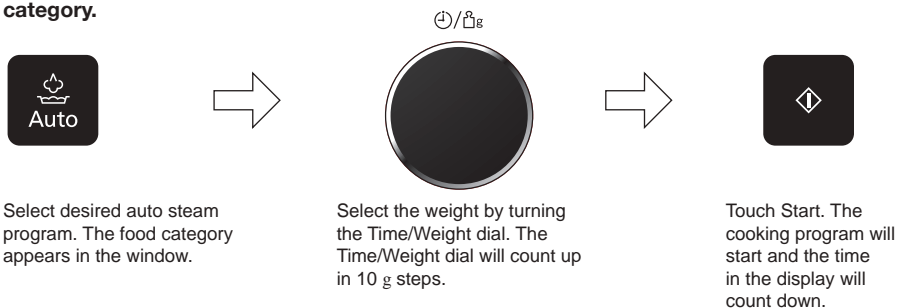 category.
/ g
Auto
Select desired auto steam
program. The food category
appears in the window.
Select the weight by turning
the Time/Weight dial. The
Time/Weight dial will count up
in 10 g steps.
Touch Start. The
cooking program will
start and the time
in the display will
count down.